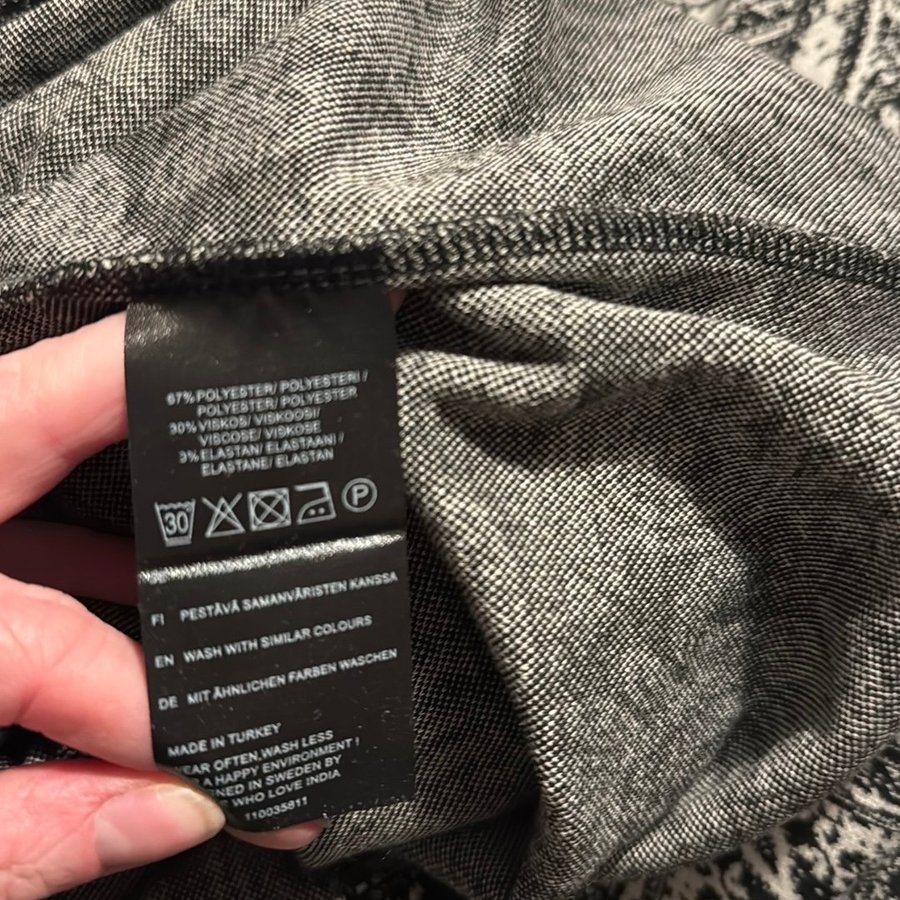 67% POLYESTER/ POLYESTERI /
POLYESTER/ POLYESTER
30% VISKOS/ VISKOOSI/
VISCOSE/ VISKOSE
3% ELASTAN/ ELASTAANI /
ELASTANE/ ELASTAN
30 P
FI PESTÄVÄ SAMANVÄRISTEN KANSSA
EN WASH WITH SIMILAR COLOURS
DE MIT ÄHNLICHEN FARBEN WASCHEN
MADE IN TURKEY
EAR OFTEN, WASH LESS
A HAPPY ENVIRONMENT !
NED IN SWEDEN BY
WHO LOVE INDIA
110035811